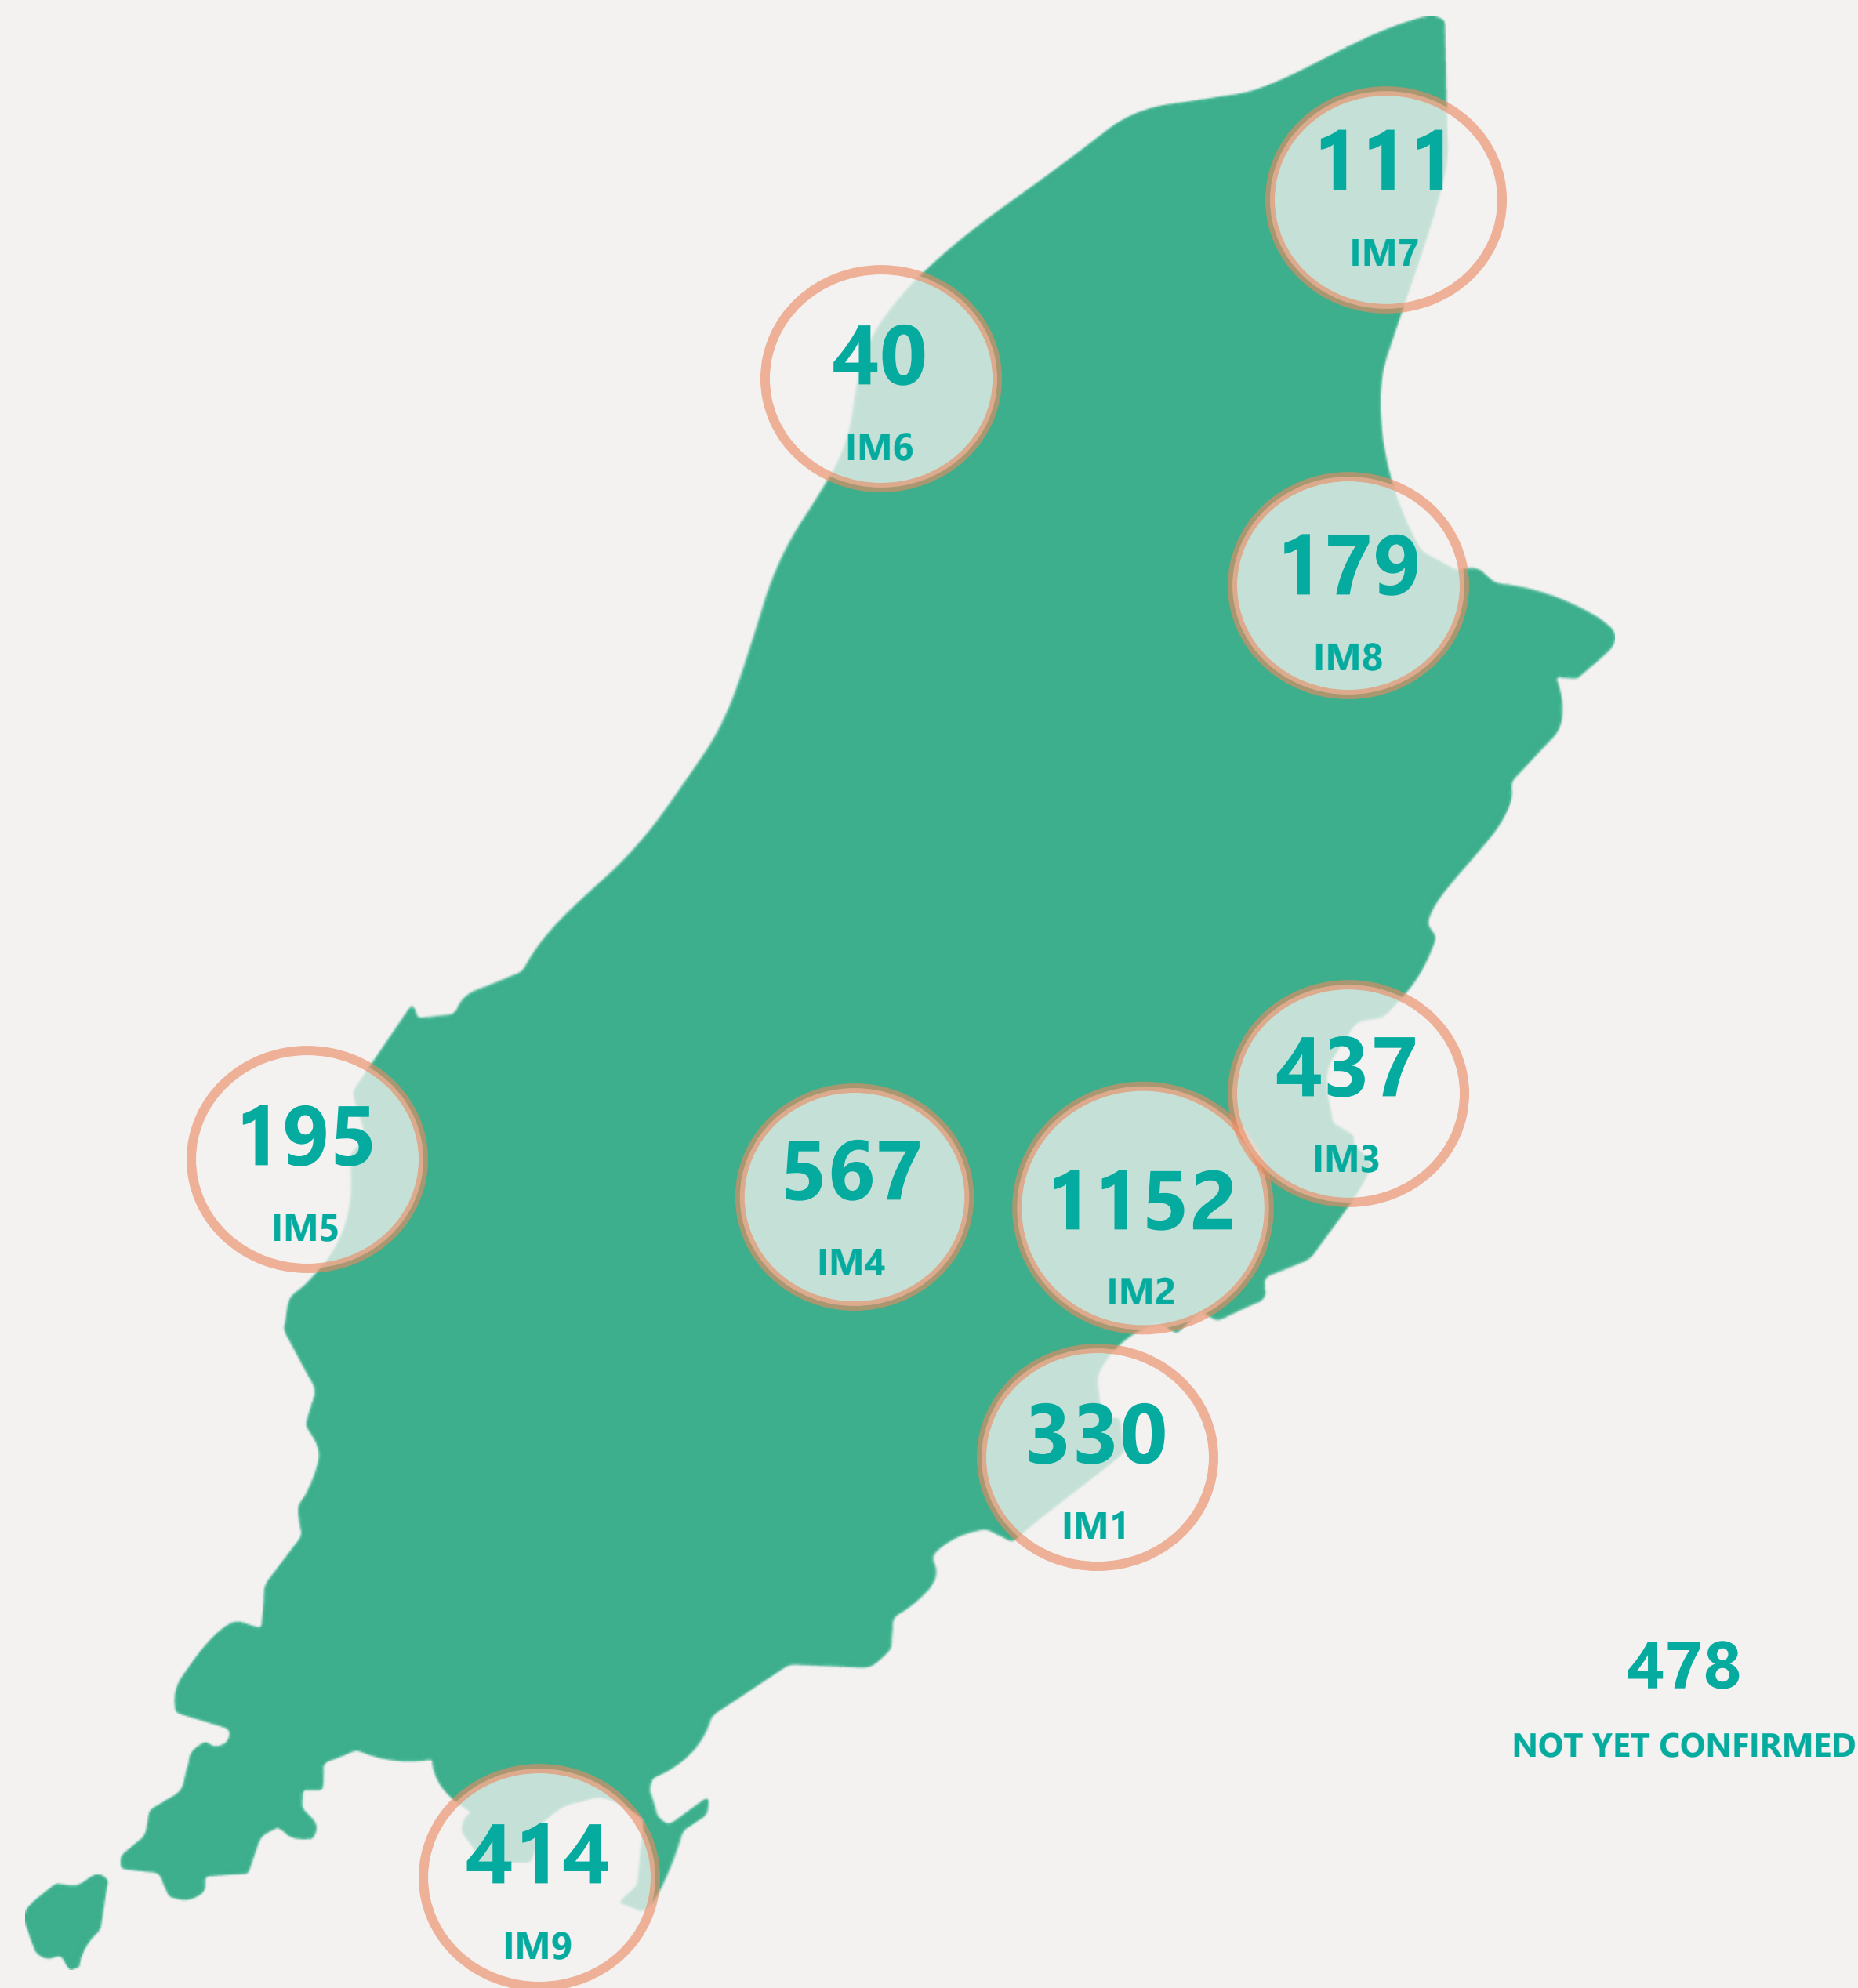 111
IM7
40
IM6
179
IM8
437
IM3
195
IM5
567
IM4
1152
IM2
330
IM1
478
NOT YET CONFIRMED
414
IM9